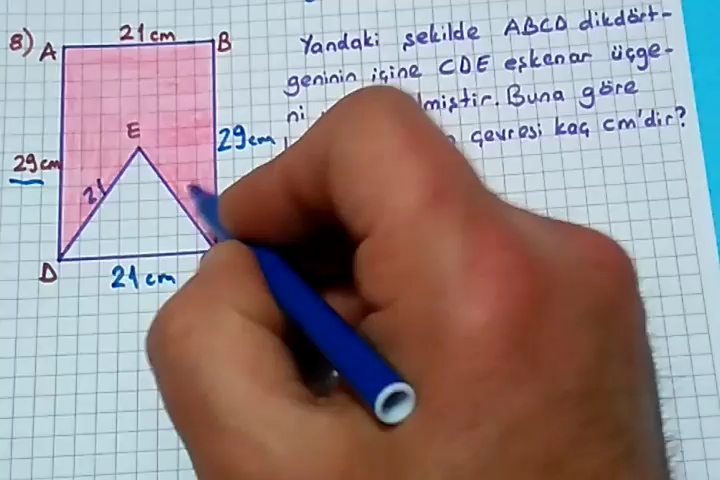 8) A 21 cm B
Yandaki şekilde ABCD dikdört-
geninin içine CDE eşkenar üçge-
ni Buna göre
çevresi kaç cm'dir?
E
29 cm
29 cm
21
D
21 cm